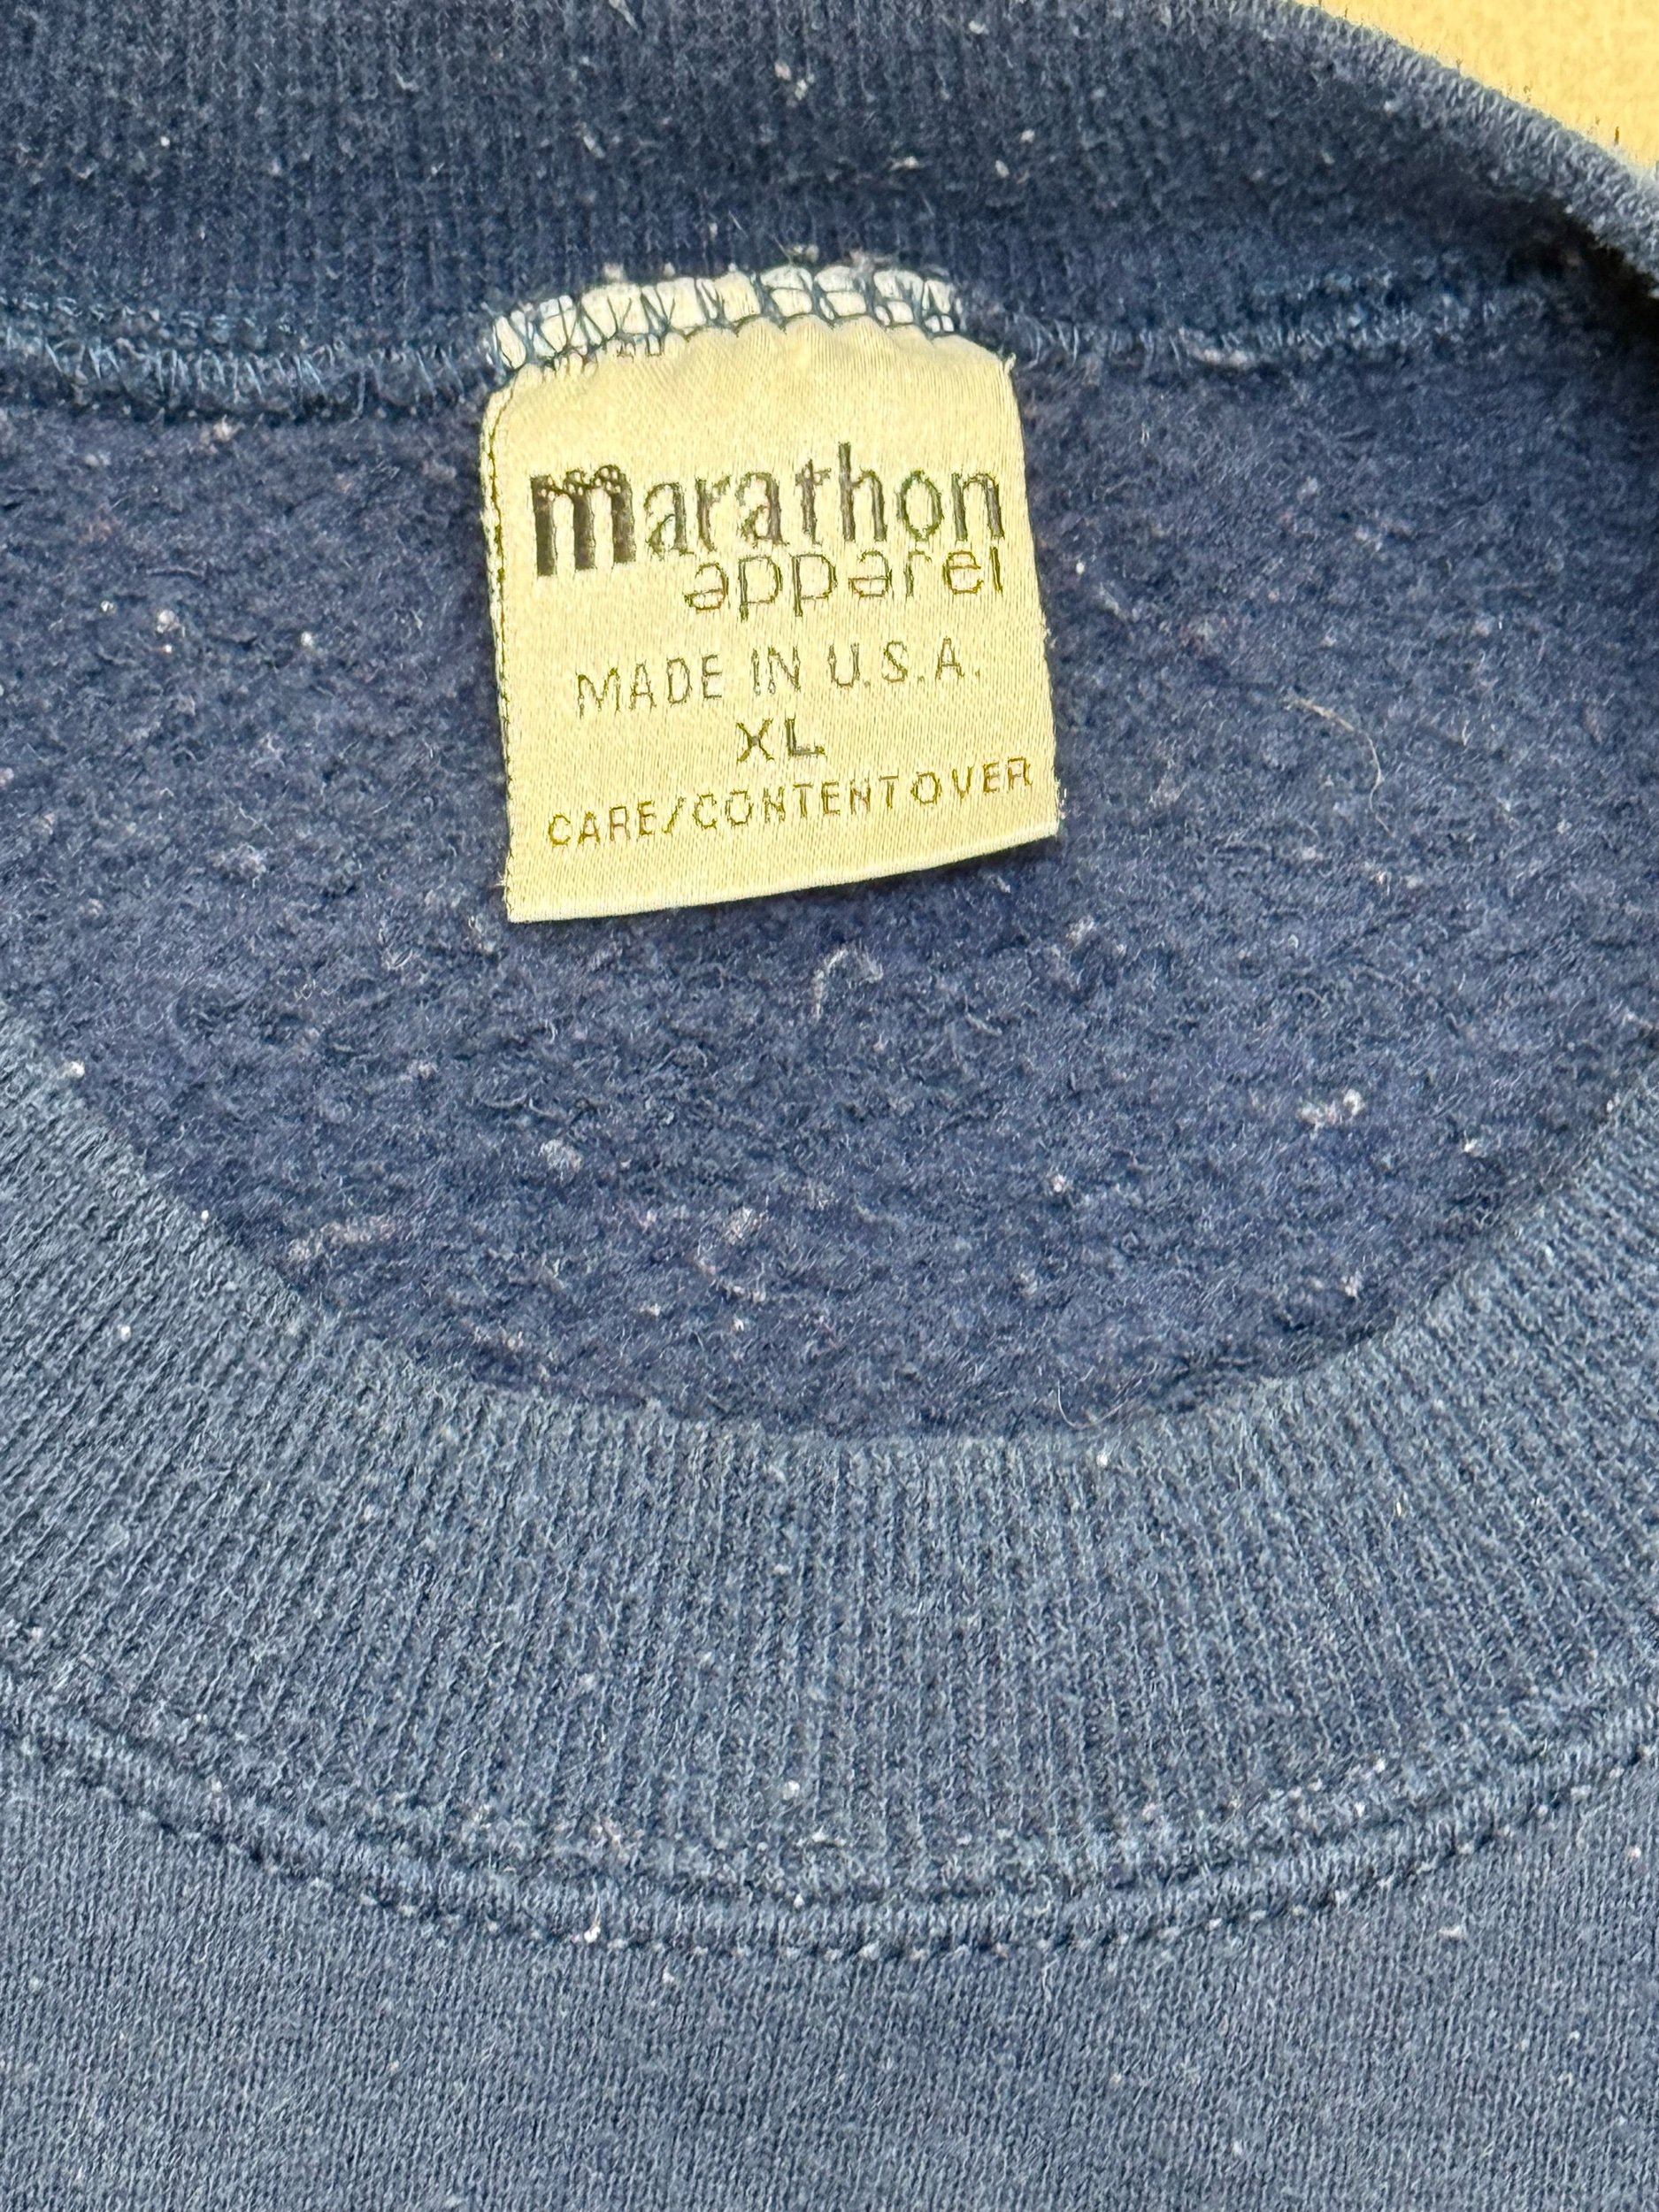 marathon
apparel
MADE IN U.S.A.
XL
CARE/CONTENT OVER